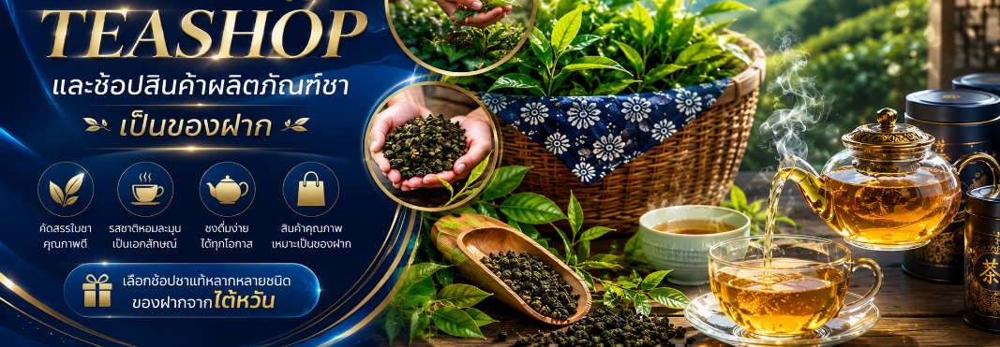 TEASHOP
และช้อปสินค้าผลิตภัณฑ์ชา
เป็นของฝาก
คัดสรรใบชา
คุณภาพดี
รสชาติหอมละมุน
เป็นเอกลักษณ์
ชงดื่มง่าย
ได้ทุกโอกาส
สินค้าคุณภาพ
เหมาะเป็นของฝาก
เลือกช้อปชาแท้หลากหลายชนิด
ของฝากจากไต้หวัน
茶